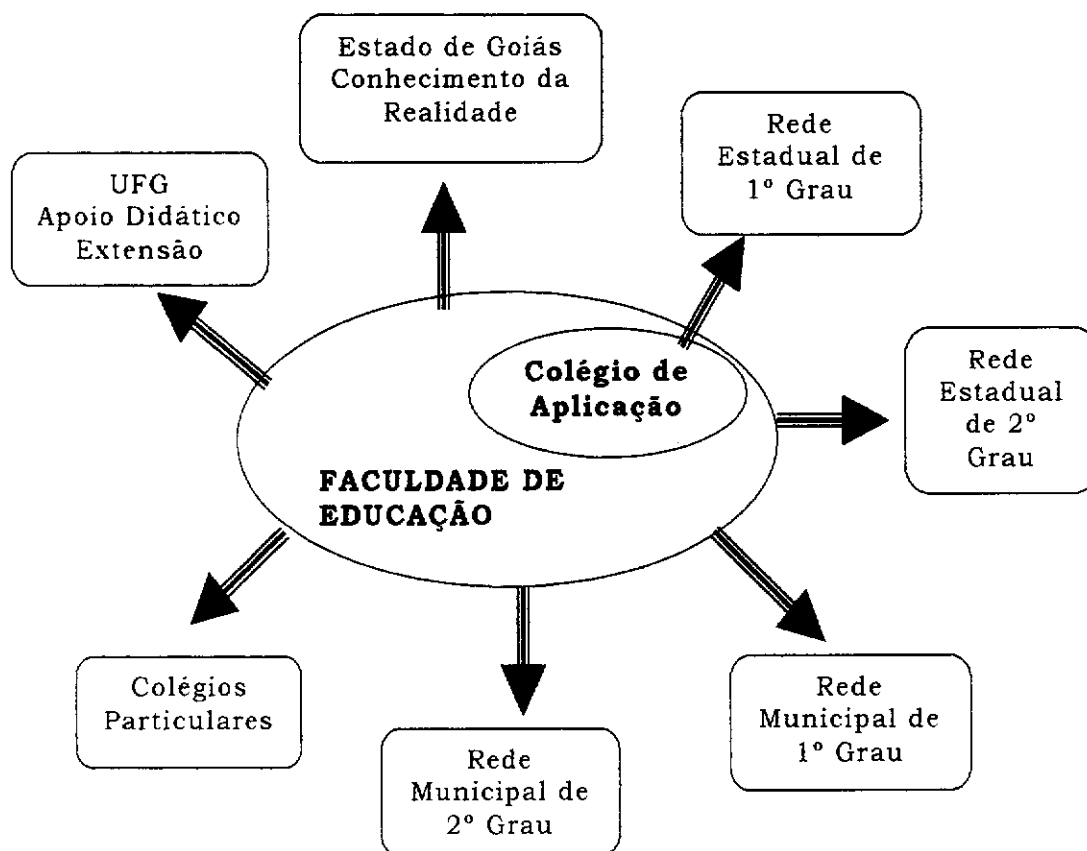 Estado de Goiás
Conhecimento da
Realidade
Rede
Estadual de
1º Grau
UFG
Apoio Didático
Extensão
Rede
Estadual
de 2º
Grau
Colégio de
Aplicação
FACULDADE DE
EDUCAÇÃO
Colégios
Particulares
Rede
Municipal de
1º Grau
Rede
Municipal de
2º Grau